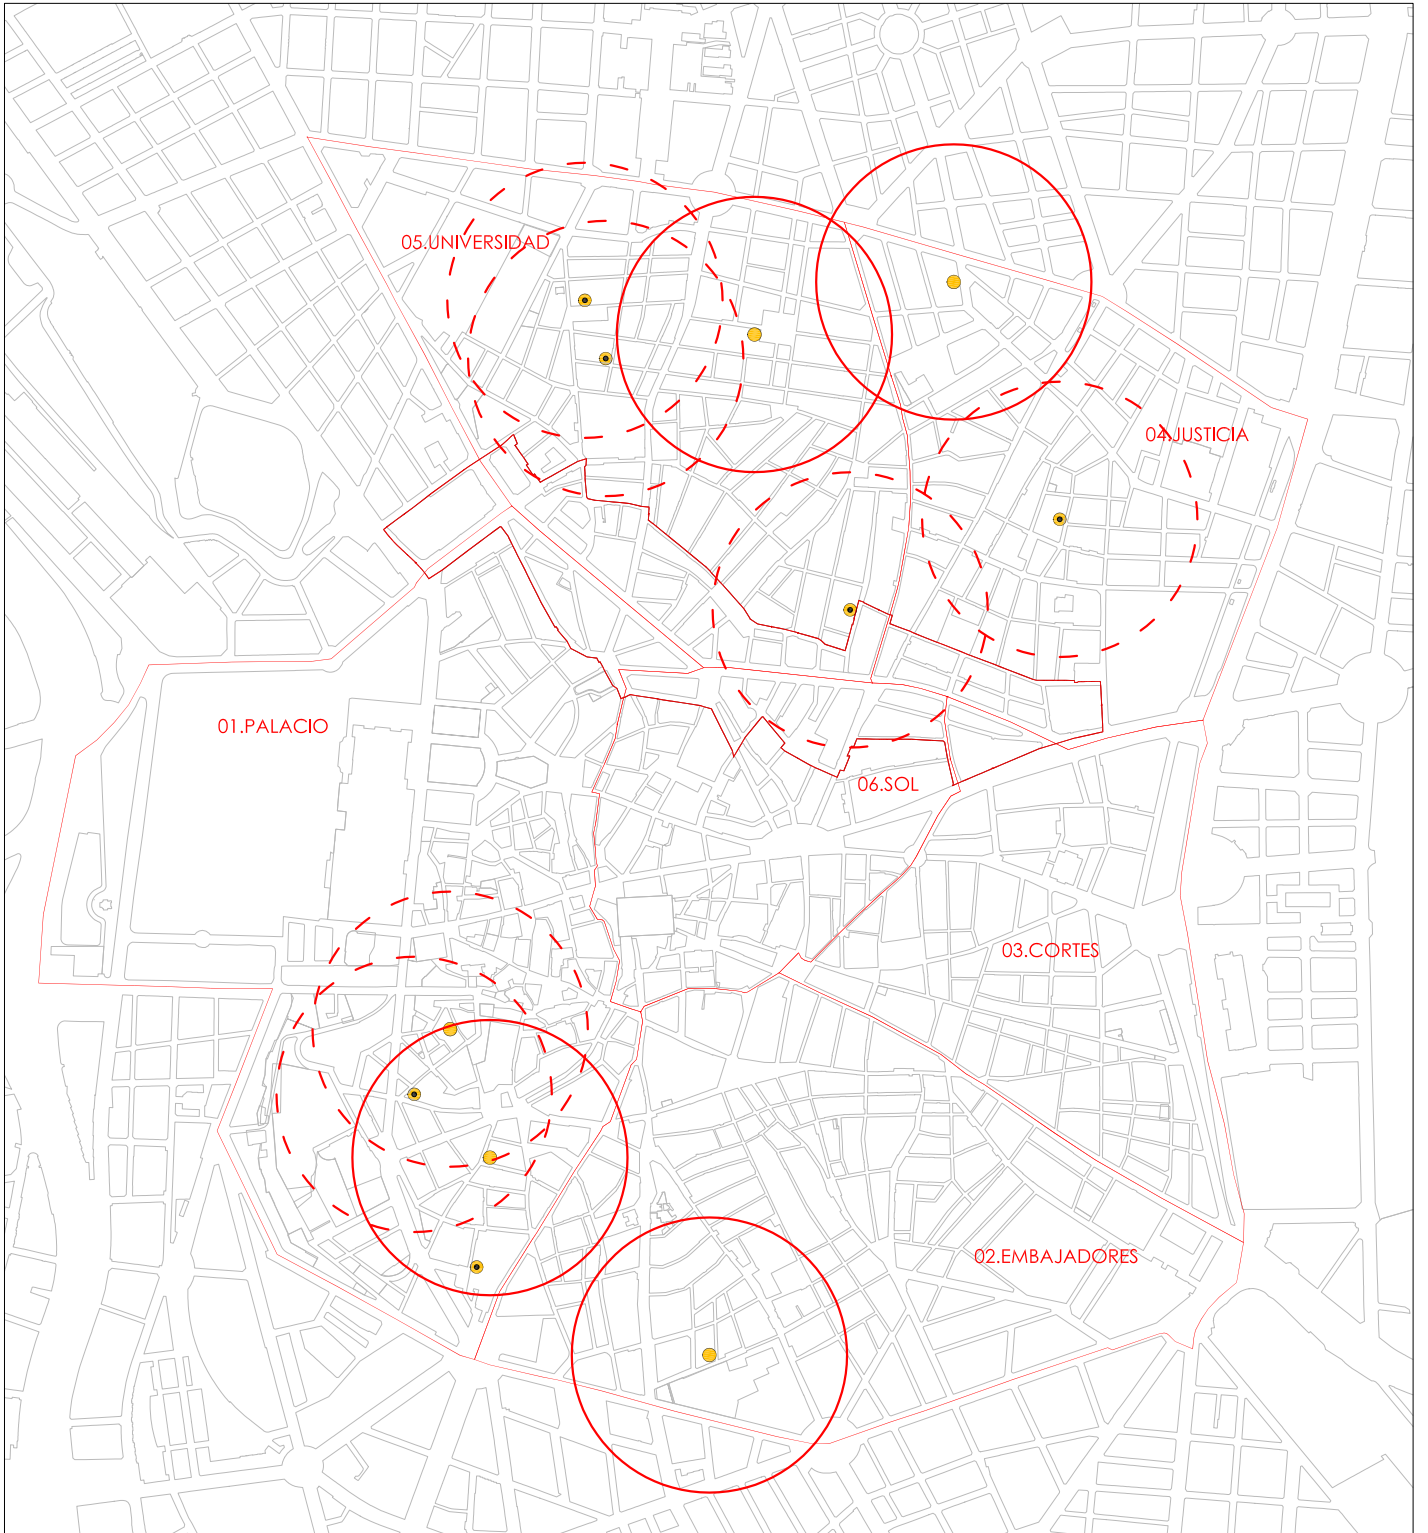 05.UNIVERSIDAD
04.JUSTICIA
01.PALACIO
06.SOL
03.CORTES
02.EMBAJADORES